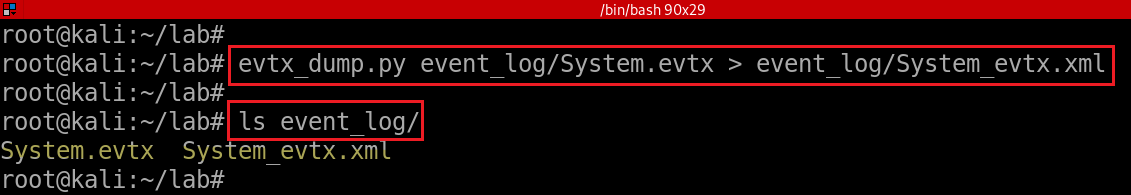 /bin/bash 90x29
root@kali:~/lab#
root@kali:~/lab# evtx_dump.py event_log/System.evtx > event_log/System_evtx.xml
root@kali:~/lab#
root@kali:~/lab# ls event_log/
System.evtx  System_evtx.xml
root@kali:~/lab#